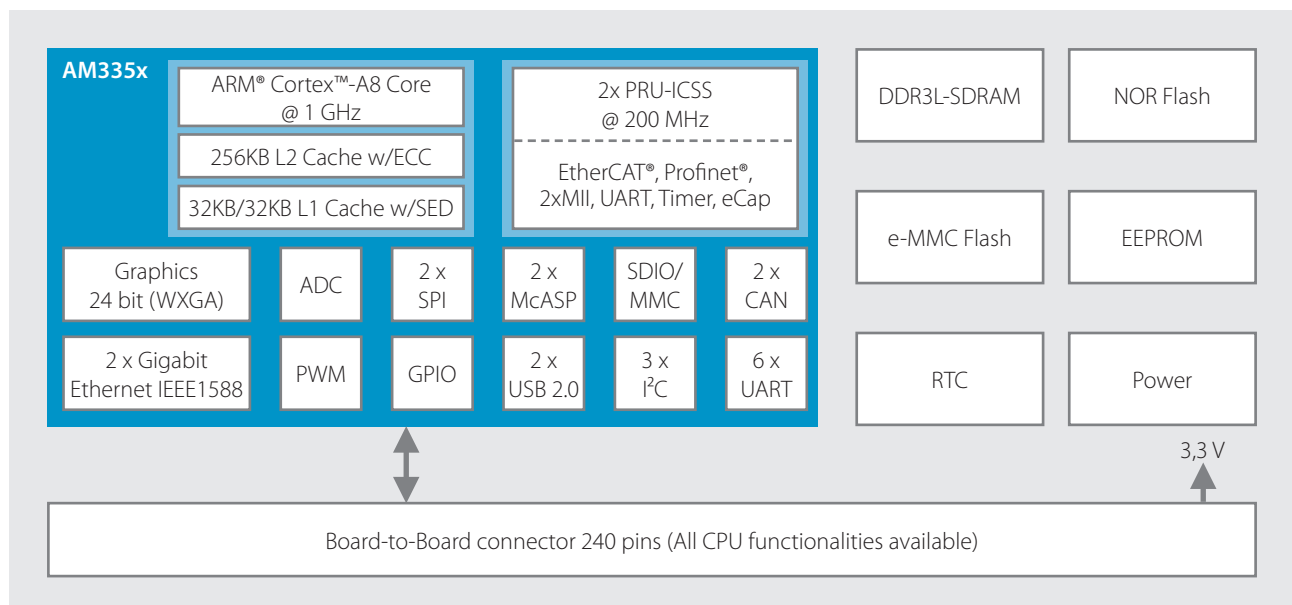 AM335x
ARM® Cortex™-A8 Core
@ 1 GHz
256KB L2 Cache w/ECC
32KB/32KB L1 Cache w/SED
2x PRU-ICSS
@ 200 MHz
EtherCAT®, Profinet®,
2xMII, UART, Timer, eCap
Graphics
24 bit (WXGA)
ADC
2 x
SPI
2 x
McASP
SDIO/
MMC
2 x
CAN
2 x Gigabit
Ethernet IEEE1588
PWM
GPIO
2 x
USB 2.0
3 x
I²C
6 x
UART
DDR3L-SDRAM
NOR Flash
e-MMC Flash
EEPROM
RTC
Power
3,3 V
Board-to-Board connector 240 pins (All CPU functionalities available)